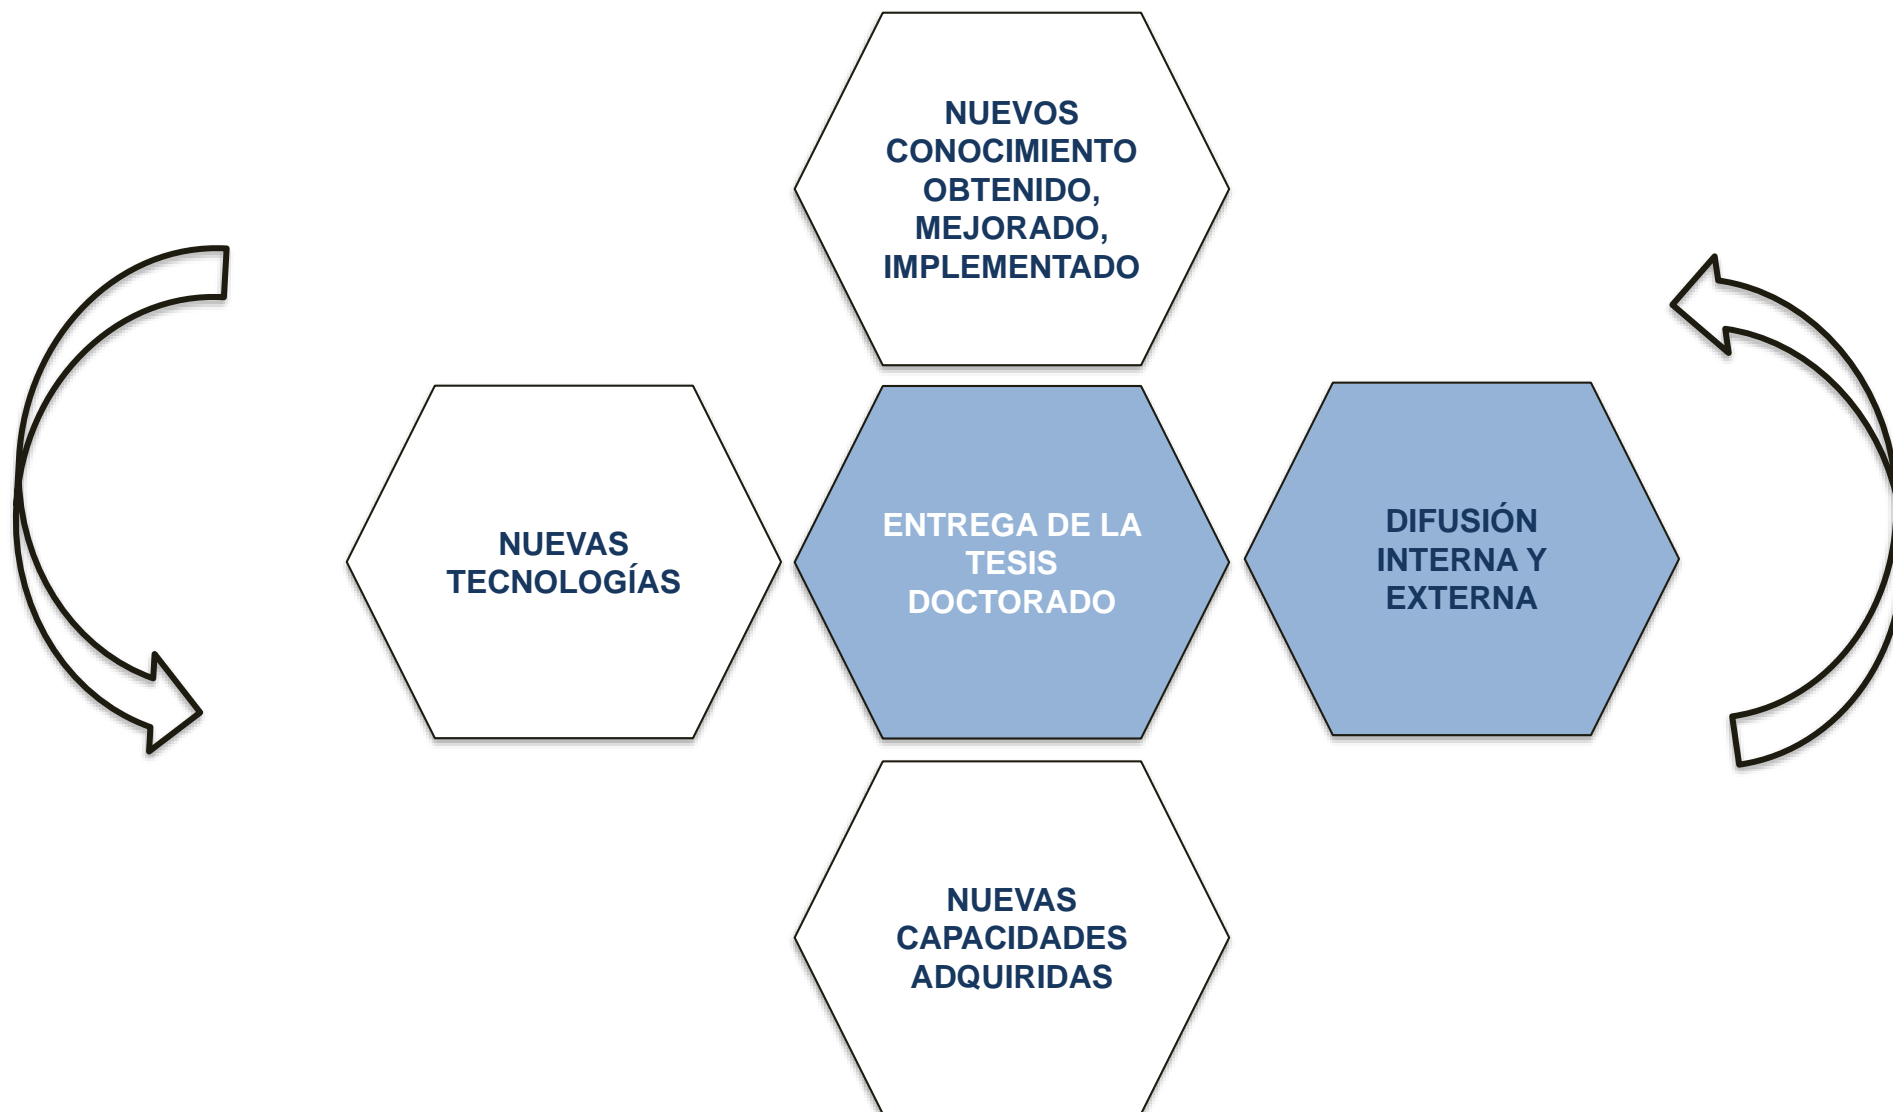 NUEVOS
CONOCIMIENTO
OBTENIDO,
MEJORADO,
IMPLEMENTADO
NUEVAS
TECNOLOGÍAS
ENTREGA DE LA
TESIS
DOCTORADO
DIFUSIÓN
INTERNA Y
EXTERNA
NUEVAS
CAPACIDADES
ADQUIRIDAS